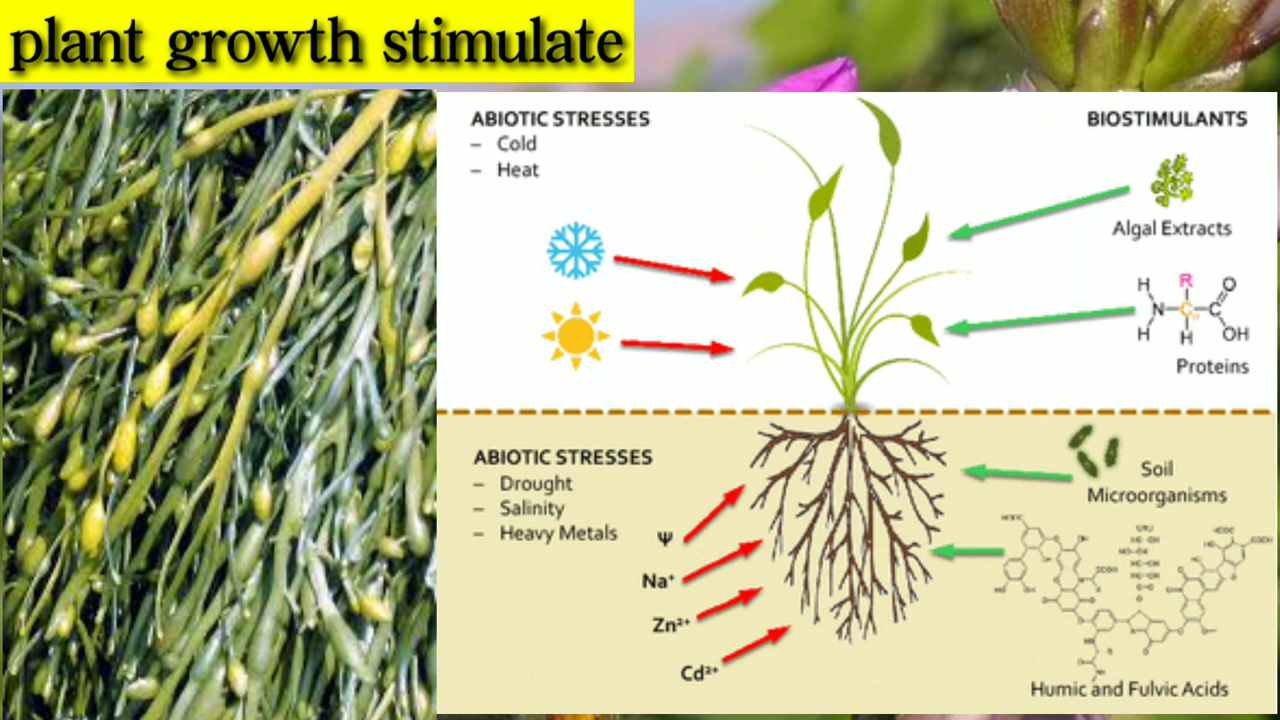 plant growth stimulate
ABIOTIC STRESSES
– Cold
– Heat
BIOSTIMULANTS
Algal Extracts
H
R
O
N
C
α
C
H
H
OH
Proteins
ABIOTIC STRESSES
– Drought
– Salinity
– Heavy Metals
Ψ
Na⁺
Zn²⁺
Cd²⁺
Soil
Microorganisms
Humic and Fulvic Acids